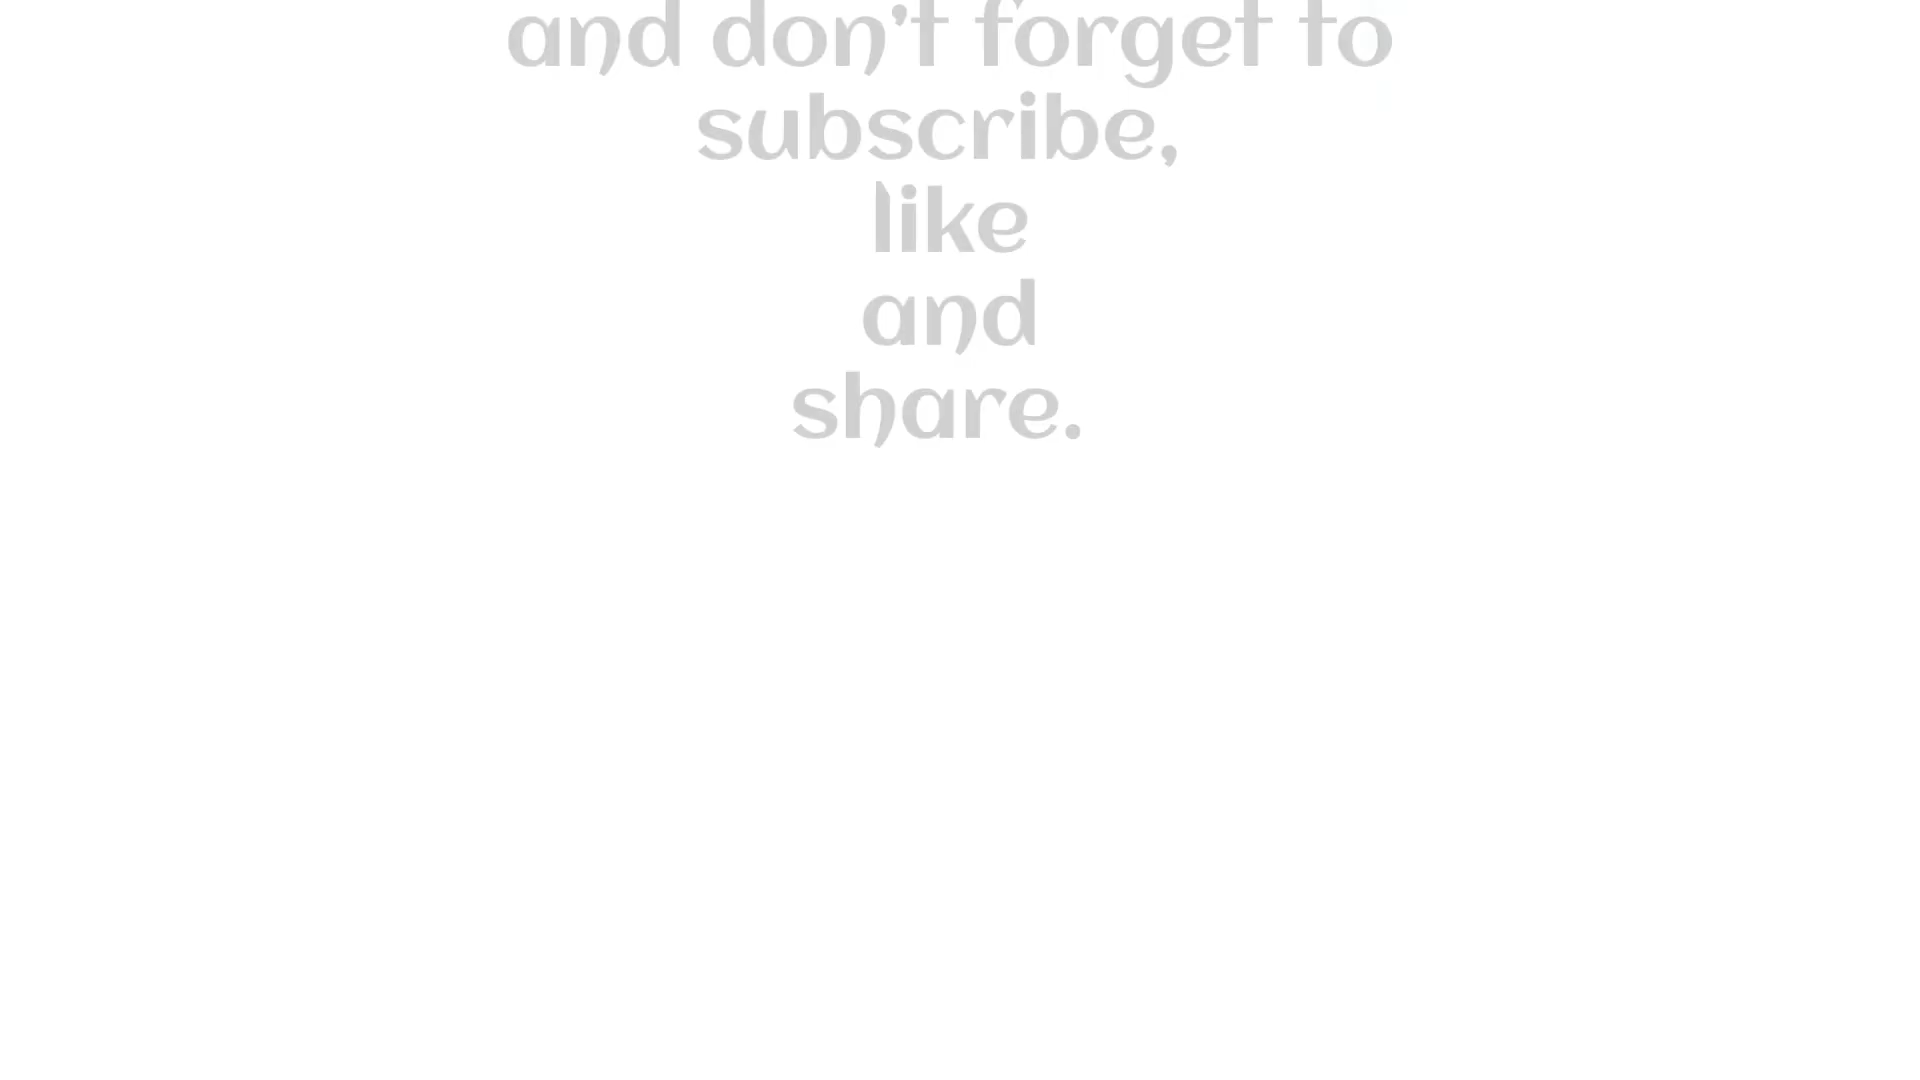 and don't forget to
subscribe,
like
and
share.